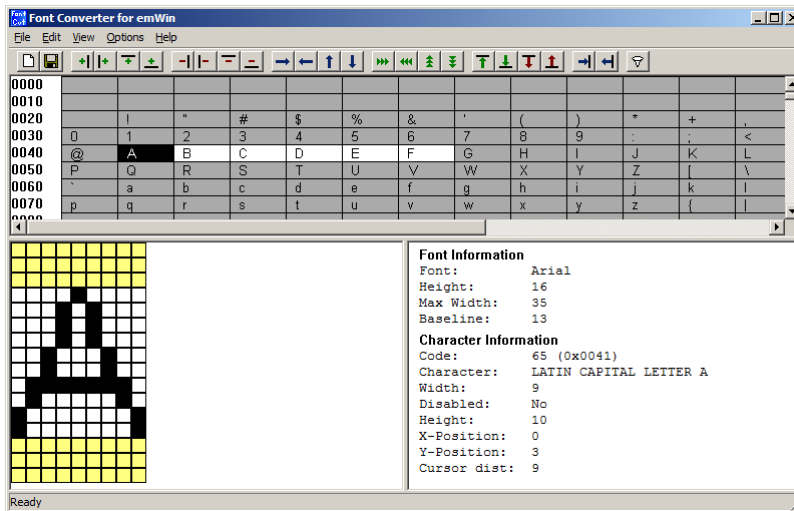 Font Converter for emWin
File Edit View Options Help
0000
0010
0020 ! " # $ % & ' ( ) * + ,
0030 0 1 2 3 4 5 6 7 8 9 : ; <
0040 @ A B C D E F G H I J K L
0050 P Q R S T U V W X Y Z [ \
0060 ` a b c d e f g h i j k l
0070 p q r s t u v w x y z { |
Font Information
Font: Arial
Height: 16
Max Width: 35
Baseline: 13
Character Information
Code: 65 (0x0041)
Character: LATIN CAPITAL LETTER A
Width: 9
Disabled: No
Height: 10
X-Position: 0
Y-Position: 3
Cursor dist: 9
Ready